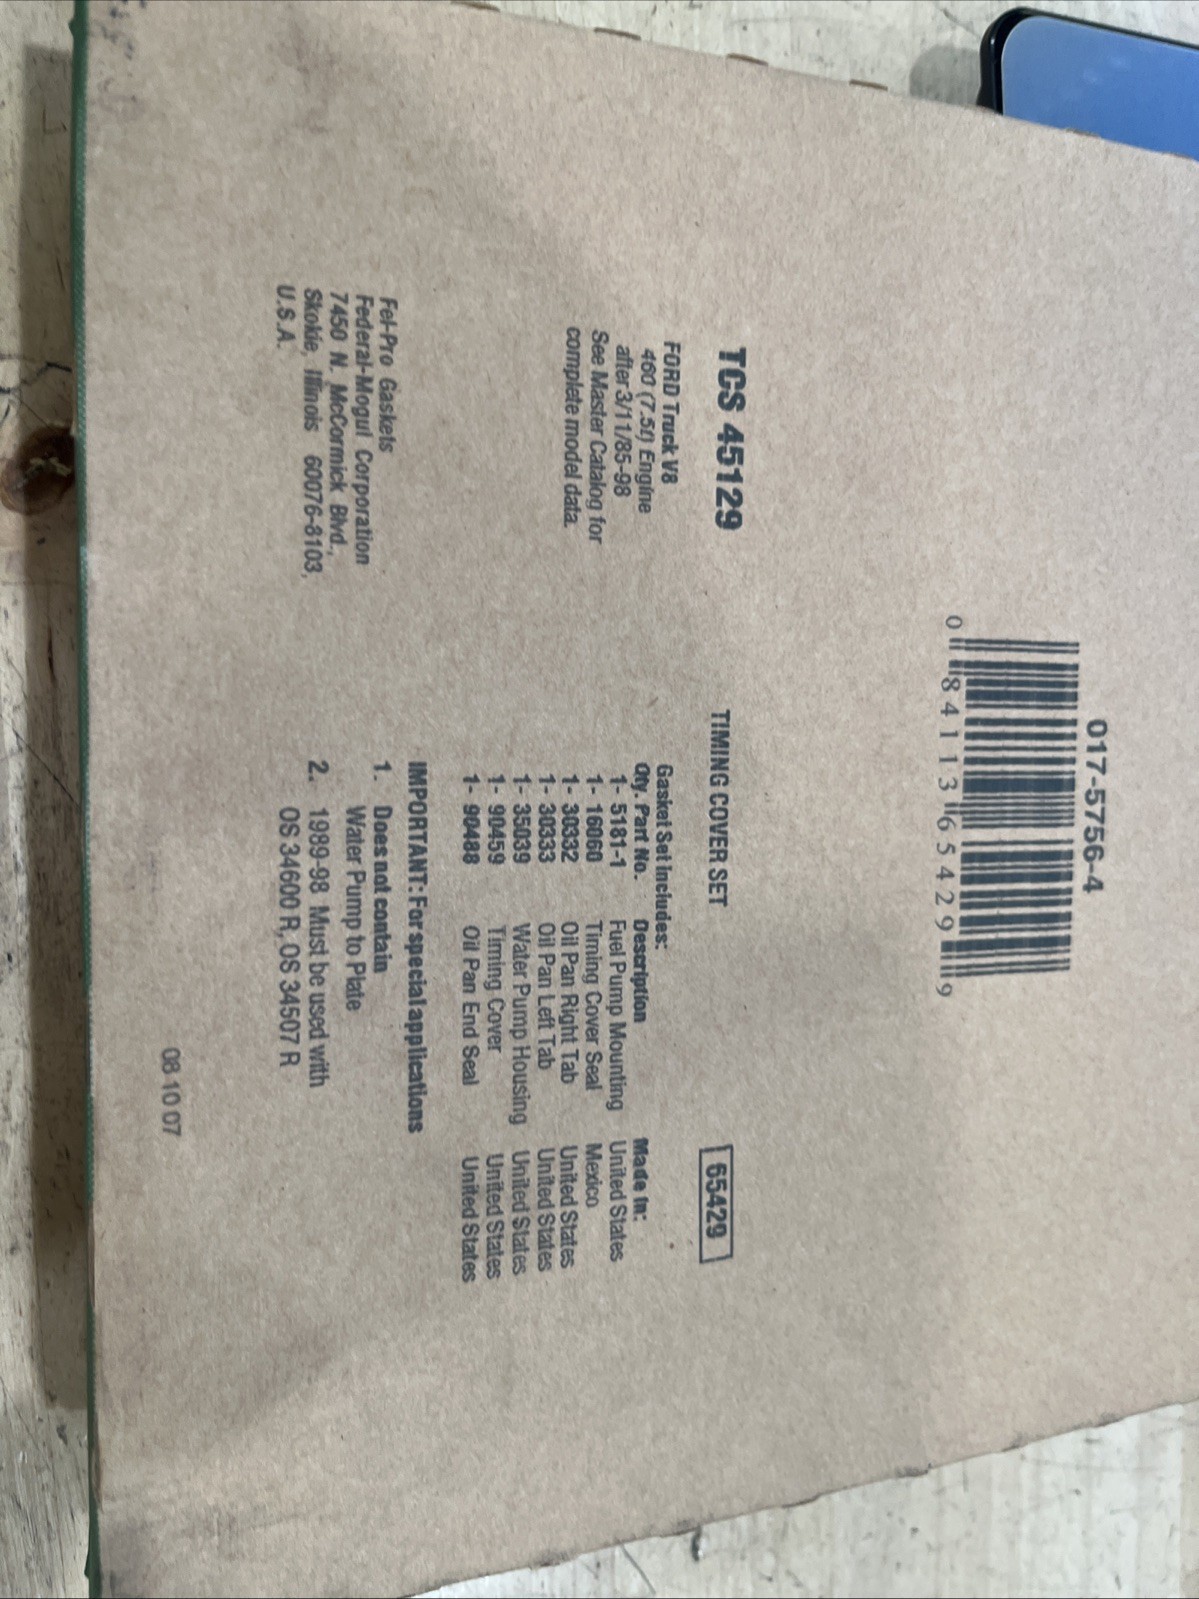 017-5756-4
0 84113 65429 9
TCS 45129
TIMING COVER SET
65429
FORD Truck V8
460 (7.5ℓ) Engine
after 3/11/85-98
See Master Catalog for
complete model data.
Gasket Set Includes:
Qty. Part No. Description Made In:
1- 5181-1 Fuel Pump Mounting United States
1- 16060 Timing Cover Seal Mexico
1- 30332 Oil Pan Right Tab United States
1- 30333 Oil Pan Left Tab United States
1- 35039 Water Pump Housing United States
1- 90459 Timing Cover United States
1- 90488 Oil Pan End Seal United States
IMPORTANT: For special applications
1. Does not contain
Water Pump to Plate
2. 1989-98 Must be used with
OS 34600 R, OS 34507 R
Fel-Pro Gaskets
Federal-Mogul Corporation
7450 N. McCormick Blvd.,
Skokie, Illinois 60076-8103,
U.S.A.
08 10 07